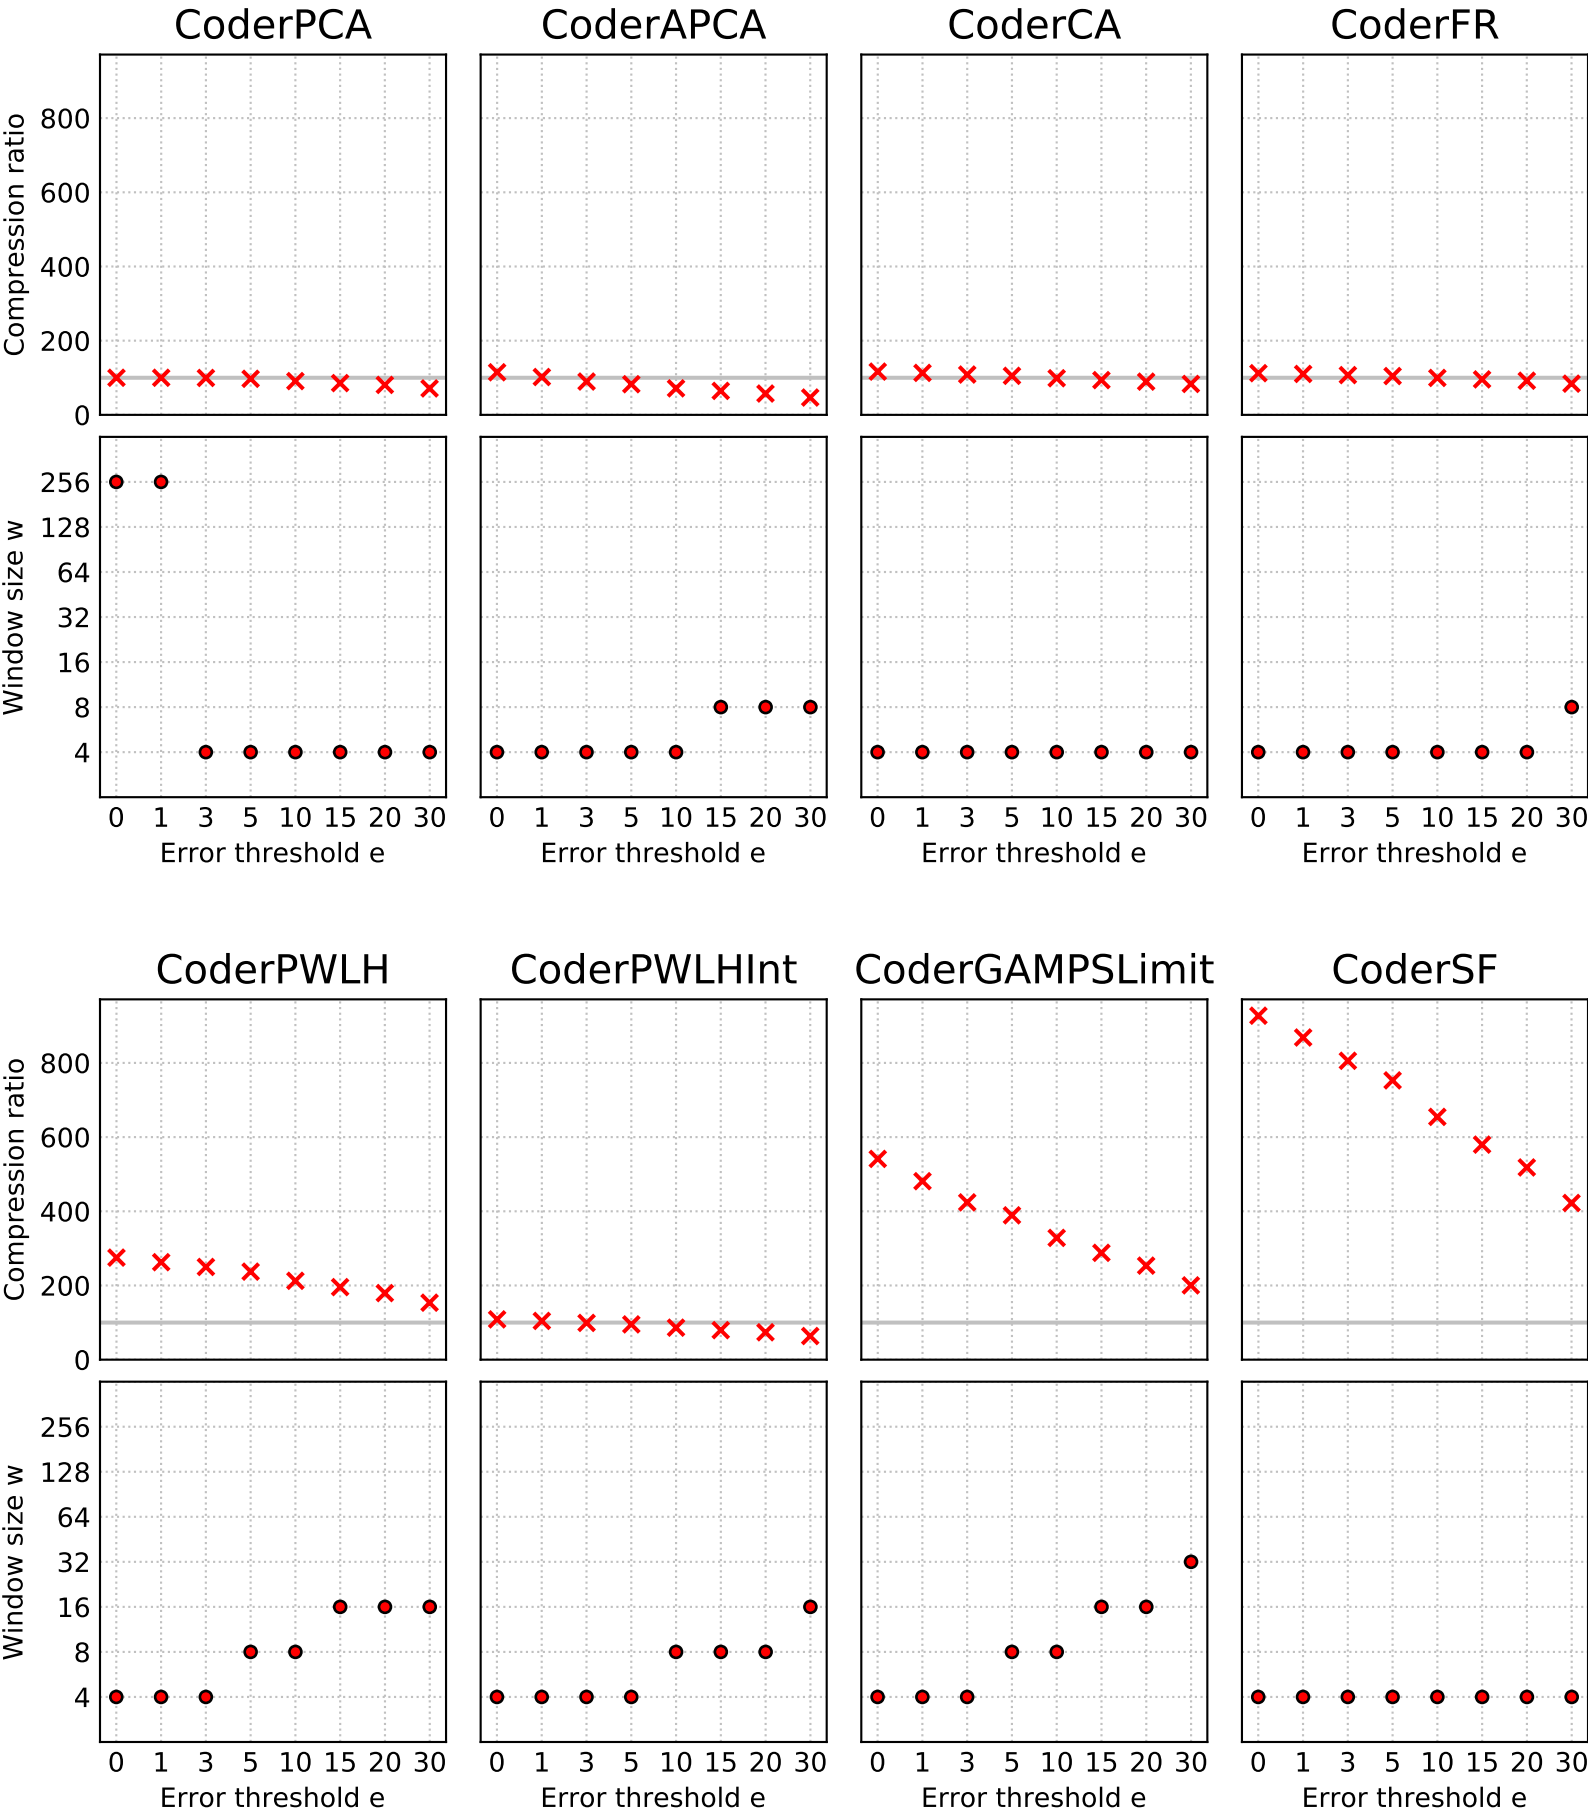 CoderPCA CoderAPCA CoderCA CoderFR
Compression ratio
800
600
400
200
0
Window size w
256
128
64
32
16
8
4
0 1 3 5 10 15 20 30 0 1 3 5 10 15 20 30 0 1 3 5 10 15 20 30 0 1 3 5 10 15 20 30
Error threshold e Error threshold e Error threshold e Error threshold e
CoderPWLH CoderPWLHInt CoderGAMPSLimit CoderSF
Compression ratio
800
600
400
200
0
Window size w
256
128
64
32
16
8
4
0 1 3 5 10 15 20 30 0 1 3 5 10 15 20 30 0 1 3 5 10 15 20 30 0 1 3 5 10 15 20 30
Error threshold e Error threshold e Error threshold e Error threshold e